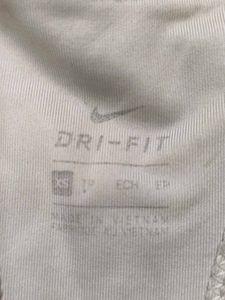 DRI-FIT
XS TP ECH EP
MADE IN VIETNAM
FABRIQUÉ AU VIETNAM